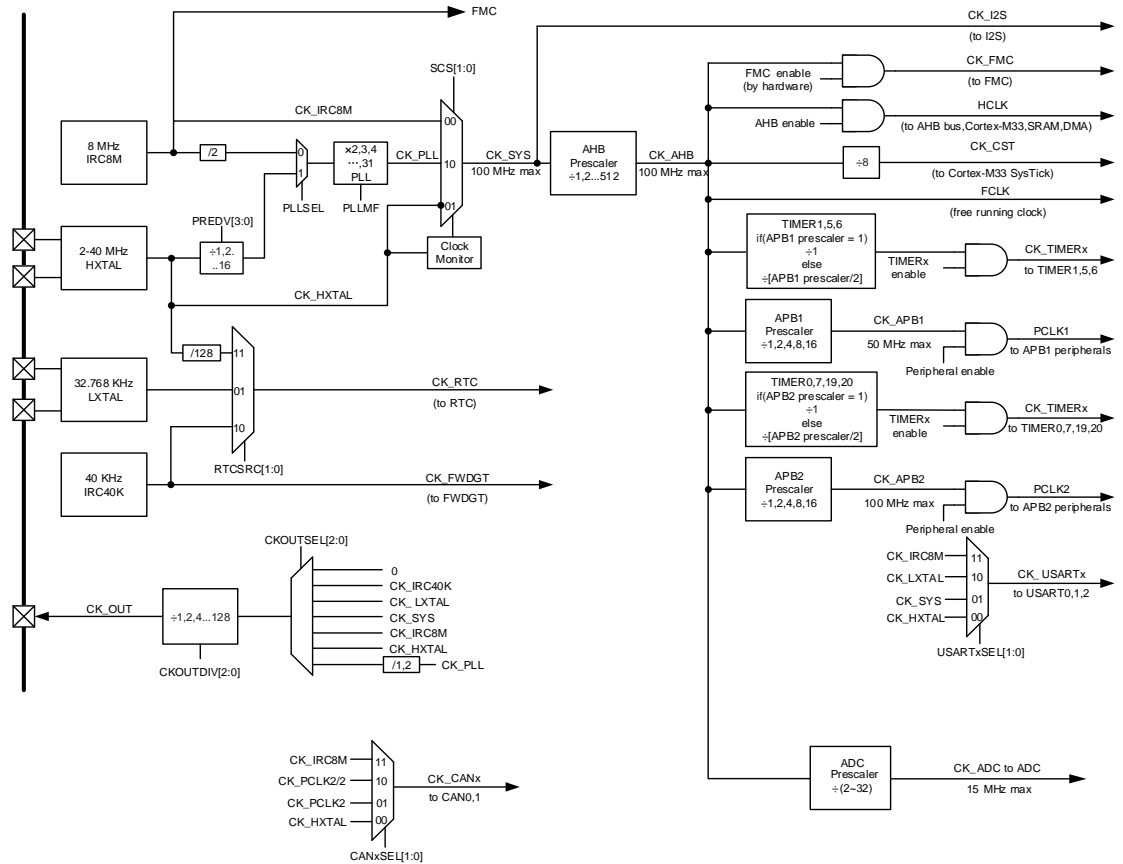 FMC
CK_I2S
(to I2S)
SCS[1:0]
FMC enable
(by hardware)
CK_FMC
(to FMC)
AHB enable
HCLK
(to AHB bus,Cortex-M33,SRAM,DMA)
8 MHz
IRC8M
/2
CK_IRC8M
0
1
PLLSEL
×2,3,4
…,31
PLL
PLLMF
CK_PLL
00
10
01
CK_SYS
100 MHz max
AHB
Prescaler
÷1,2...512
CK_AHB
100 MHz max
÷8
CK_CST
(to Cortex-M33 SysTick)
FCLK
(free running clock)
PREDV[3:0]
2-40 MHz
HXTAL
÷1,2.
..16
Clock
Monitor
CK_HXTAL
TIMER1,5,6
if(APB1 prescaler = 1)
÷1
else
÷[APB1 prescaler/2]
TIMERx
enable
CK_TIMERx
to TIMER1,5,6
APB1
Prescaler
÷1,2,4,8,16
CK_APB1
50 MHz max
Peripheral enable
PCLK1
to APB1 peripherals
/128
11
01
10
RTCSRC[1:0]
32.768 KHz
LXTAL
CK_RTC
(to RTC)
TIMER0,7,19,20
if(APB2 prescaler = 1)
÷1
else
÷[APB2 prescaler/2]
TIMERx
enable
CK_TIMERx
to TIMER0,7,19,20
40 KHz
IRC40K
CK_FWDGT
(to FWDGT)
APB2
Prescaler
÷1,2,4,8,16
CK_APB2
100 MHz max
Peripheral enable
PCLK2
to APB2 peripherals
CK_IRC8M
CK_LXTAL
CK_SYS
CK_HXTAL
11
10
01
00
USARTxSEL[1:0]
CK_USARTx
to USART0,1,2
CKOUTSEL[2:0]
0
CK_IRC40K
CK_LXTAL
CK_SYS
CK_IRC8M
CK_HXTAL
/1,2
CK_PLL
CK_OUT
÷1,2,4...128
CKOUTDIV[2:0]
CK_IRC8M
CK_PCLK2/2
CK_PCLK2
CK_HXTAL
11
10
01
00
CANxSEL[1:0]
CK_CANx
to CAN0,1
ADC
Prescaler
÷(2~32)
CK_ADC to ADC
15 MHz max